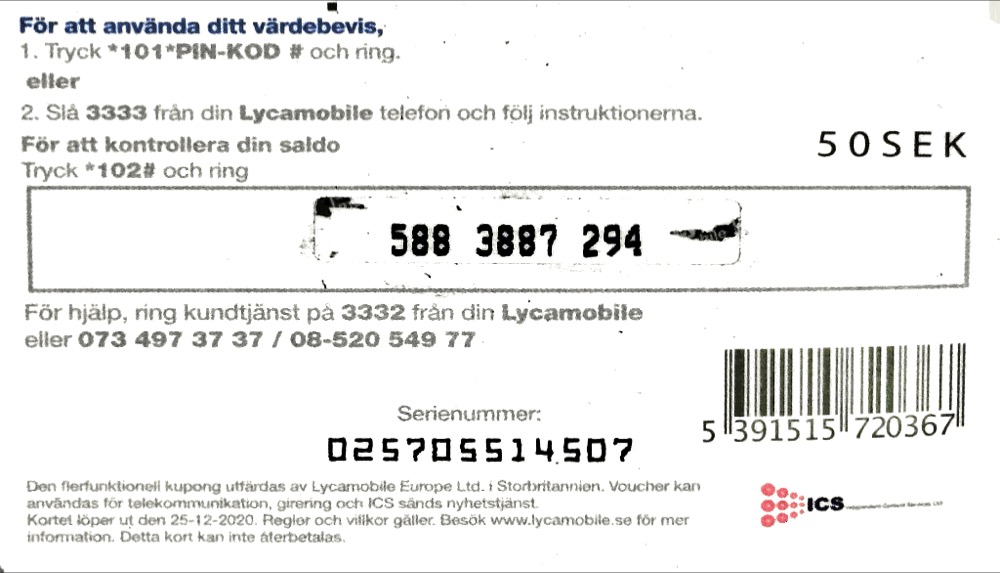 För att använda ditt värdebevis,
1. Tryck *101*PIN-KOD # och ring.
eller
2. Slå 3333 från din Lycamobile telefon och följ instruktionerna.
För att kontrollera din saldo
50SEK
Tryck *102# och ring
588 3887 294
För hjälp, ring kundtjänst på 3332 från din Lycamobile
eller 073 497 37 37 / 08-520 549 77
Serienummer:
025705514507
5 391515 720367
Den flerfunktionell kupong utfärdas av Lycamobile Europe Ltd. i Storbritannien. Voucher kan
användas för telekommunikation, girering och ICS sänds nyhetstjänst.
Kortet löper ut den 25-12-2020. Regler och villkor gäller. Besök www.lycamobile.se för mer
information. Detta kort kan inte återbetalas.
ICS